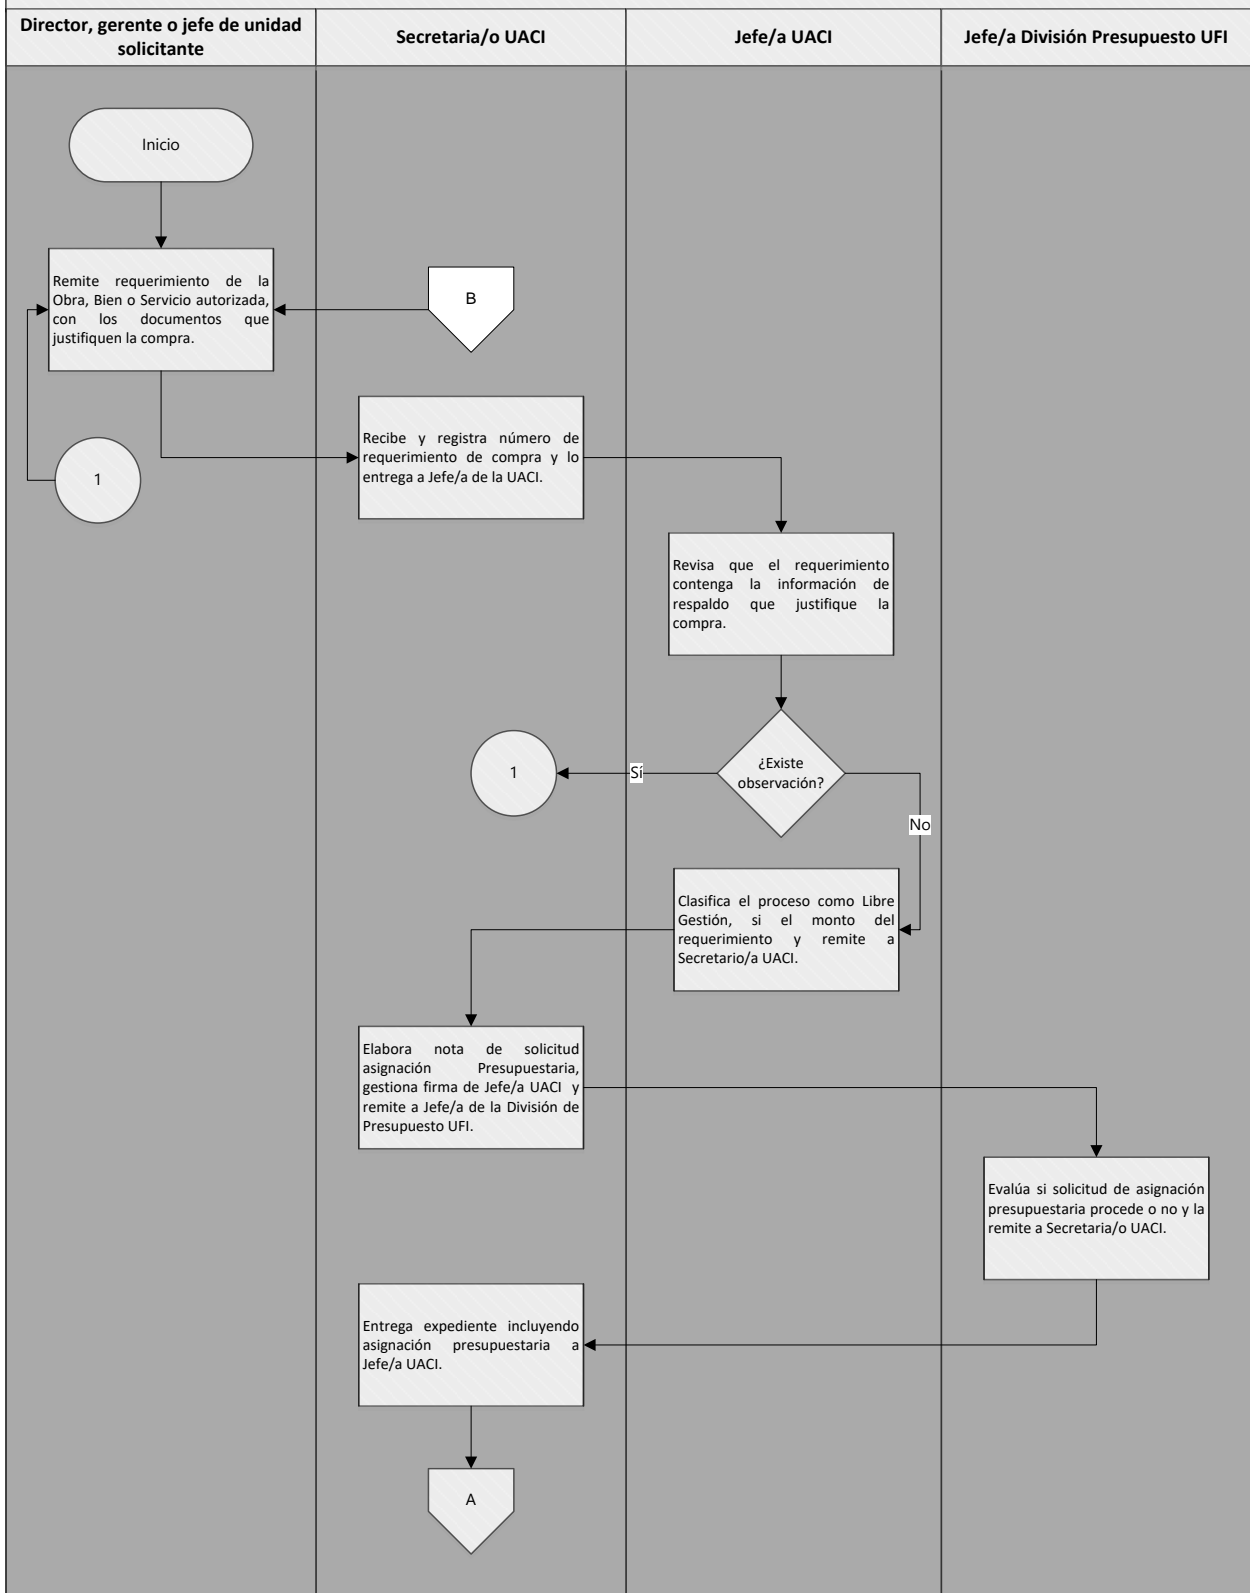 Director, gerente o jefe de unidad
solicitante
Secretaria/o UACI
Jefe/a UACI
Jefe/a División Presupuesto UFI
Inicio
Remite requerimiento de la
Obra, Bien o Servicio autorizada,
con los documentos que
justifiquen la compra.
B
Recibe y registra número de
requerimiento de compra y lo
entrega a Jefe/a de la UACI.
1
Revisa que el requerimiento
contenga la información de
respaldo que justifique la
compra.
¿Existe
observación?
Sí
1
No
Clasifica el proceso como Libre
Gestión, si el monto del
requerimiento y remite a
Secretario/a UACI.
Elabora nota de solicitud
asignación Presupuestaria,
gestiona firma de Jefe/a UACI y
remite a Jefe/a de la División de
Presupuesto UFI.
Evalúa si solicitud de asignación
presupuestaria procede o no y la
remite a Secretaria/o UACI.
Entrega expediente incluyendo
asignación presupuestaria a
Jefe/a UACI.
A